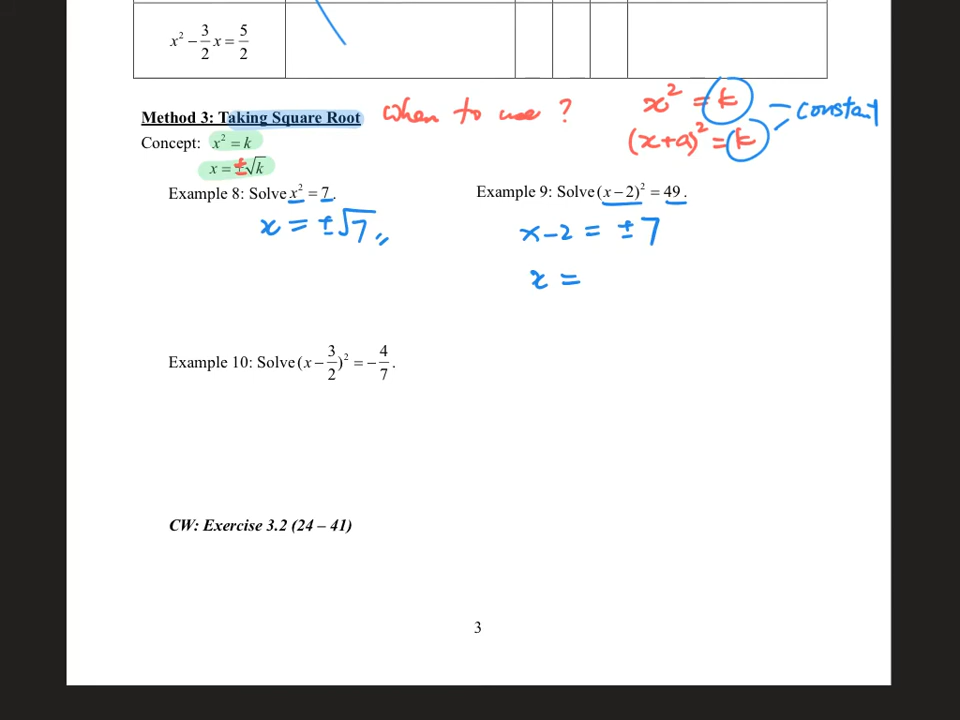 x² − 3/2 x = 5/2
Method 3: Taking Square Root When to use ?
x² = k
(x+a)² = k
constant
Concept: x² = k
x = ±√k
Example 8: Solve x² = 7 .
x = ±√7 〃
Example 9: Solve (x − 2)² = 49 .
x−2 = ±7
x =
Example 10: Solve (x − 3/2)² = − 4/7 .
CW: Exercise 3.2 (24 – 41)
3